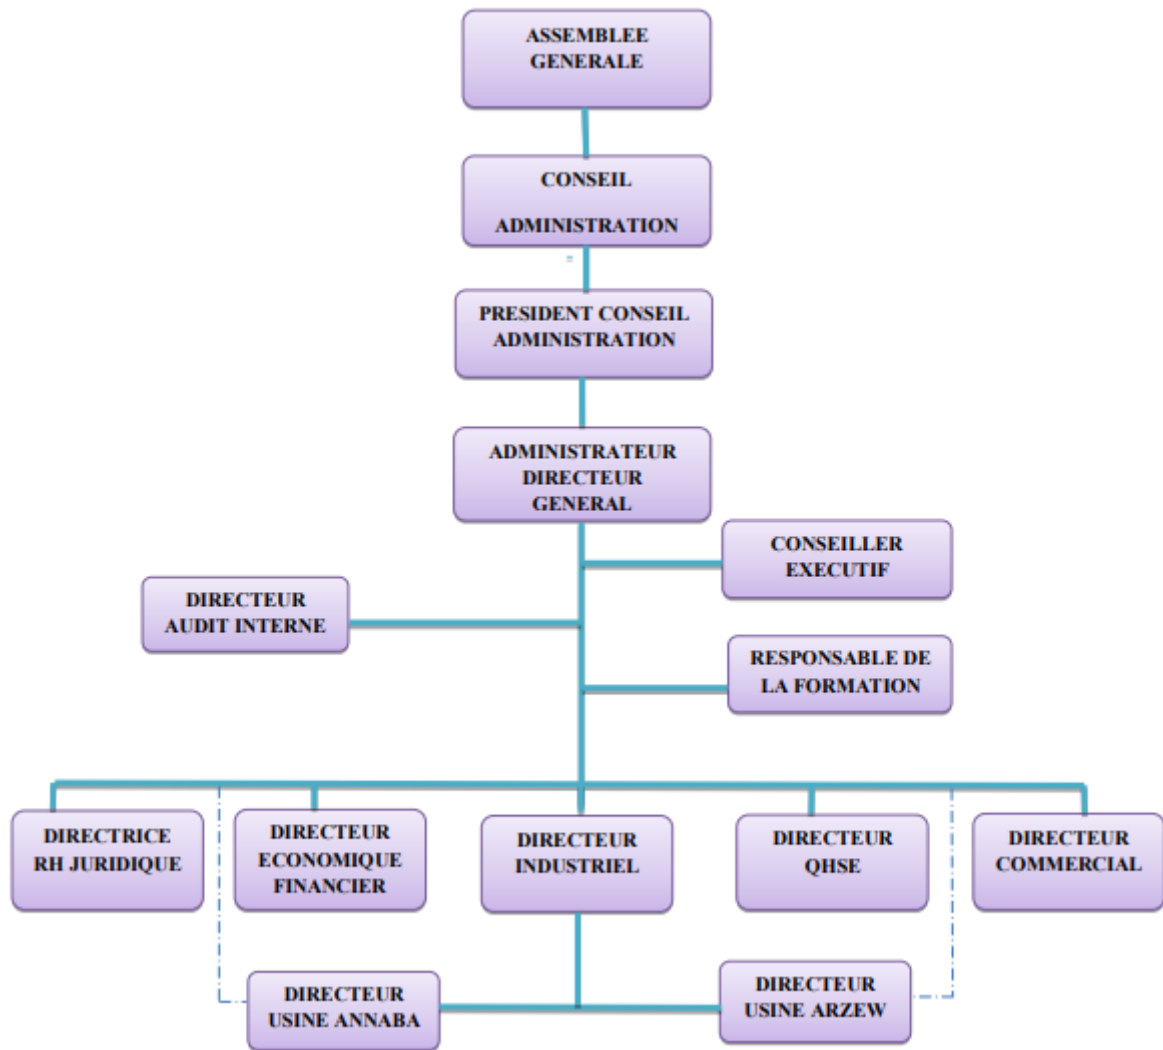 ASSEMBLEE
GENERALE
CONSEIL
ADMINISTRATION
PRESIDENT CONSEIL
ADMINISTRATION
ADMINISTRATEUR
DIRECTEUR
GENERAL
CONSEILLER
EXECUTIF
DIRECTEUR
AUDIT INTERNE
RESPONSABLE DE
LA FORMATION
DIRECTRICE
RH JURIDIQUE
DIRECTEUR
ECONOMIQUE
FINANCIER
DIRECTEUR
INDUSTRIEL
DIRECTEUR
QHSE
DIRECTEUR
COMMERCIAL
DIRECTEUR
USINE ANNABA
DIRECTEUR
USINE ARZEW